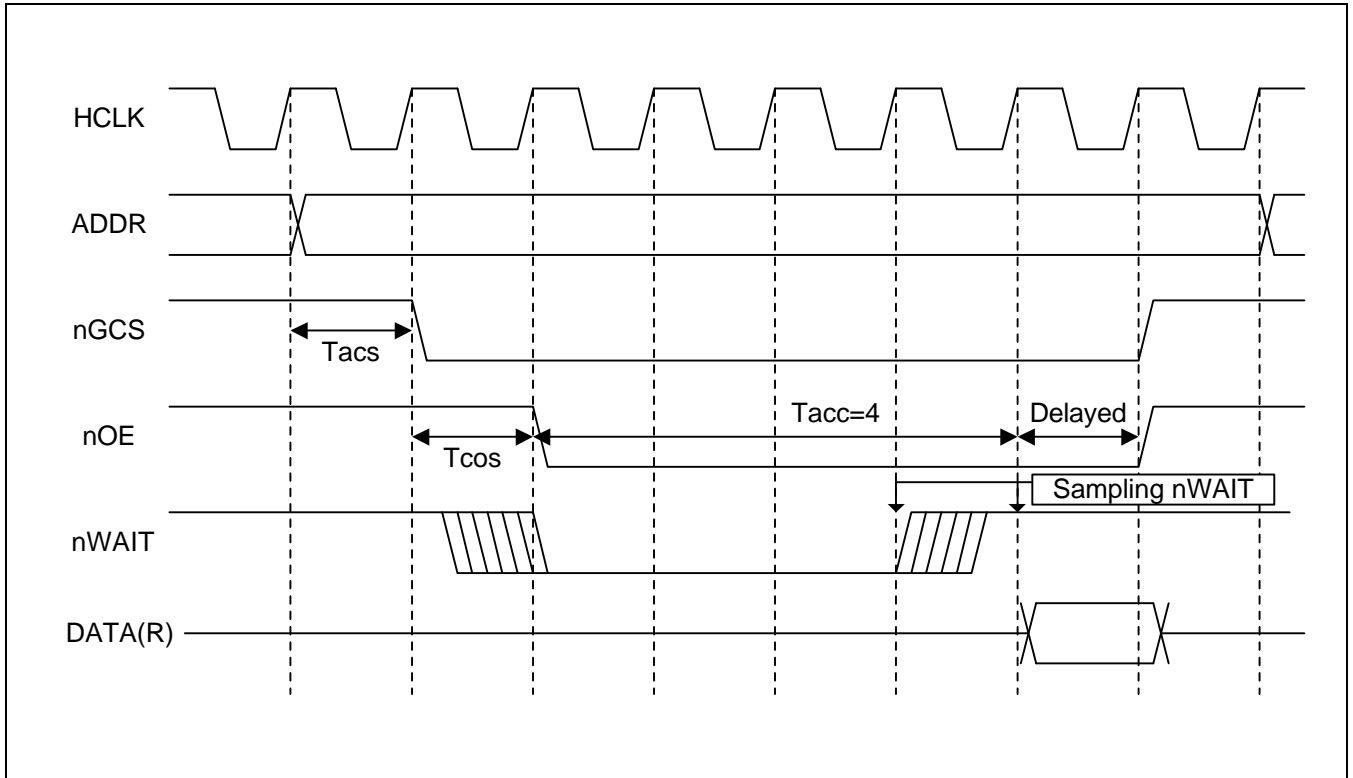 HCLK
ADDR
nGCS
Tacs
nOE
Tacc=4
Delayed
Tcos
Sampling nWAIT
nWAIT
DATA(R)